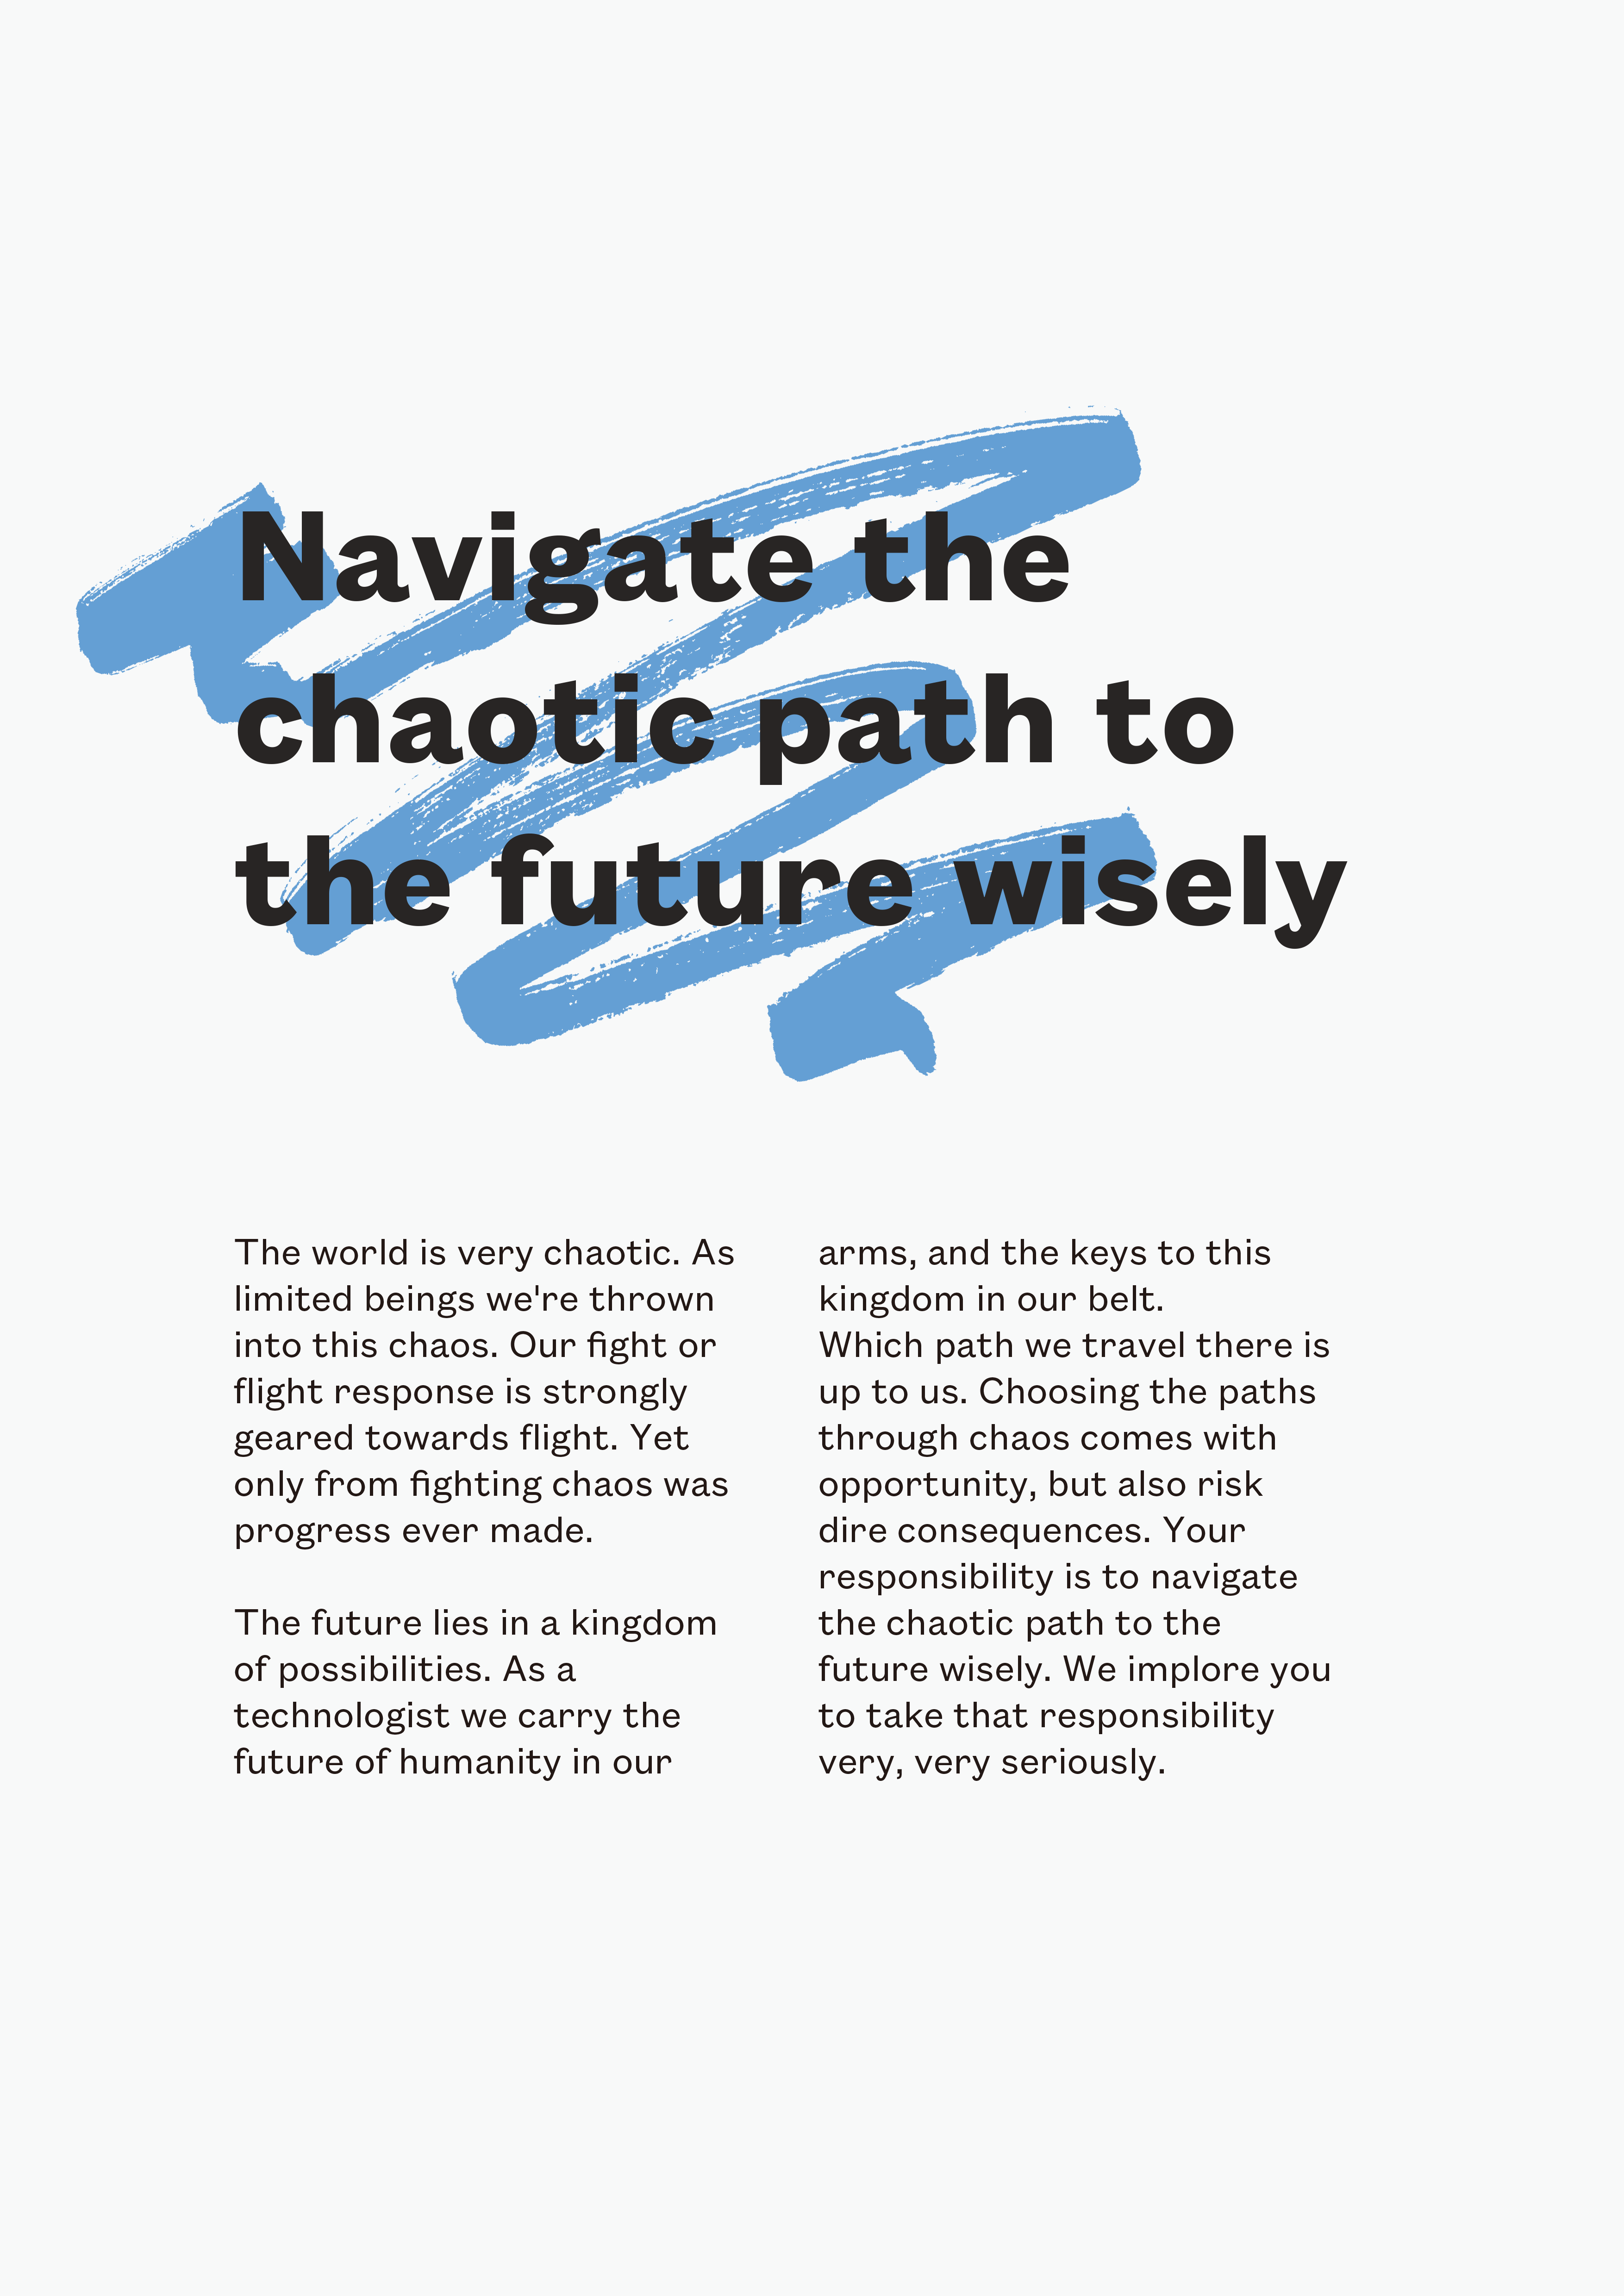 Navigate the
chaotic path to
the future wisely
The world is very chaotic. As
limited beings we're thrown
into this chaos. Our fight or
flight response is strongly
geared towards flight. Yet
only from fighting chaos was
progress ever made.
The future lies in a kingdom
of possibilities. As a
technologist we carry the
future of humanity in our
arms, and the keys to this
kingdom in our belt.
Which path we travel there is
up to us. Choosing the paths
through chaos comes with
opportunity, but also risk
dire consequences. Your
responsibility is to navigate
the chaotic path to the
future wisely. We implore you
to take that responsibility
very, very seriously.